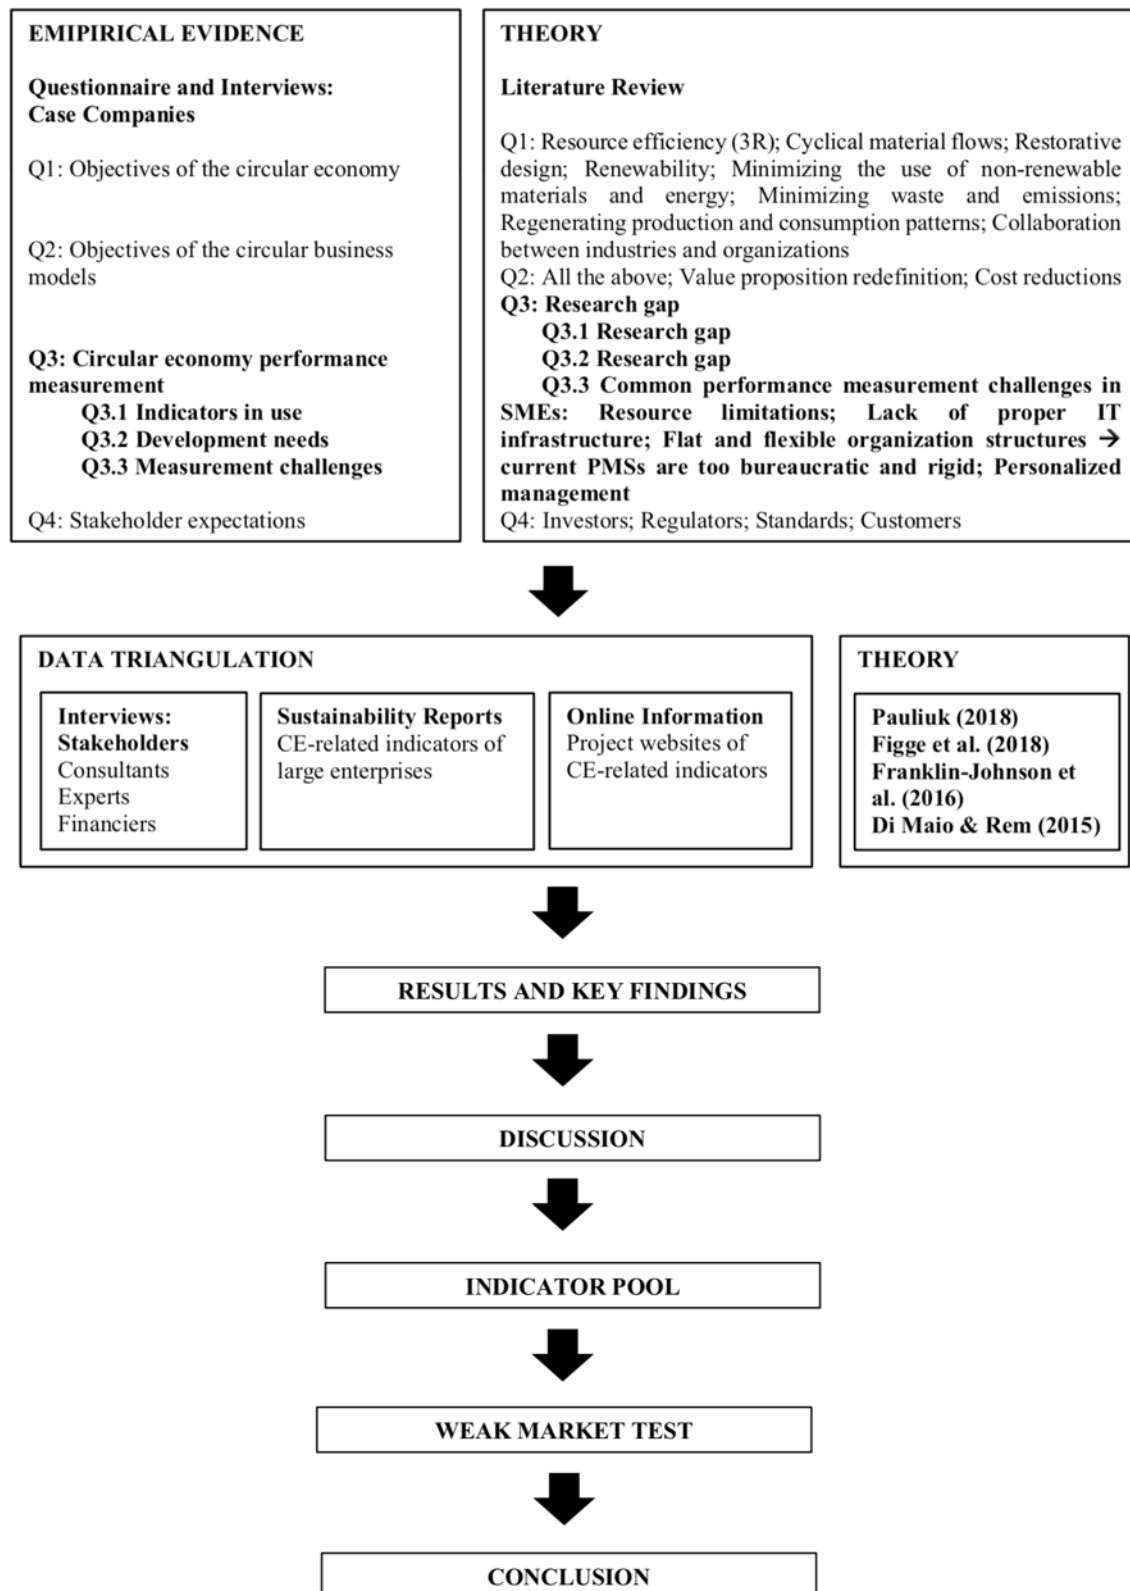 EMIPIRICAL EVIDENCE
Questionnaire and Interviews:
Case Companies
Q1: Objectives of the circular economy
Q2: Objectives of the circular business
models
Q3: Circular economy performance
measurement
Q3.1 Indicators in use
Q3.2 Development needs
Q3.3 Measurement challenges
Q4: Stakeholder expectations
THEORY
Literature Review
Q1: Resource efficiency (3R); Cyclical material flows; Restorative
design; Renewability; Minimizing the use of non-renewable
materials and energy; Minimizing waste and emissions;
Regenerating production and consumption patterns; Collaboration
between industries and organizations
Q2: All the above; Value proposition redefinition; Cost reductions
Q3: Research gap
Q3.1 Research gap
Q3.2 Research gap
Q3.3 Common performance measurement challenges in
SMEs: Resource limitations; Lack of proper IT
infrastructure; Flat and flexible organization structures →
current PMSs are too bureaucratic and rigid; Personalized
management
Q4: Investors; Regulators; Standards; Customers
DATA TRIANGULATION
Interviews:
Stakeholders
Consultants
Experts
Financiers
Sustainability Reports
CE-related indicators of
large enterprises
Online Information
Project websites of
CE-related indicators
THEORY
Pauliuk (2018)
Figge et al. (2018)
Franklin-Johnson et
al. (2016)
Di Maio & Rem (2015)
RESULTS AND KEY FINDINGS
DISCUSSION
INDICATOR POOL
WEAK MARKET TEST
CONCLUSION